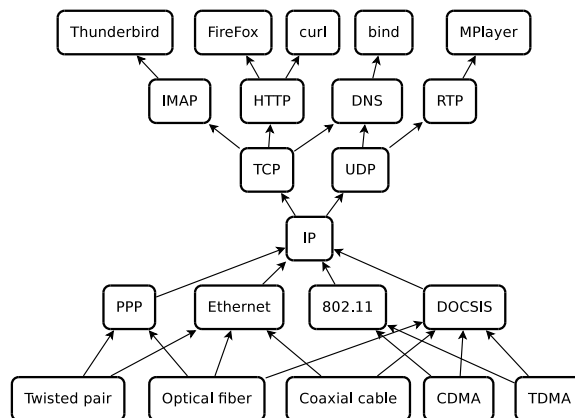 Thunderbird
FireFox
curl
bind
MPlayer
IMAP
HTTP
DNS
RTP
TCP
UDP
IP
PPP
Ethernet
802.11
DOCSIS
Twisted pair
Optical fiber
Coaxial cable
CDMA
TDMA